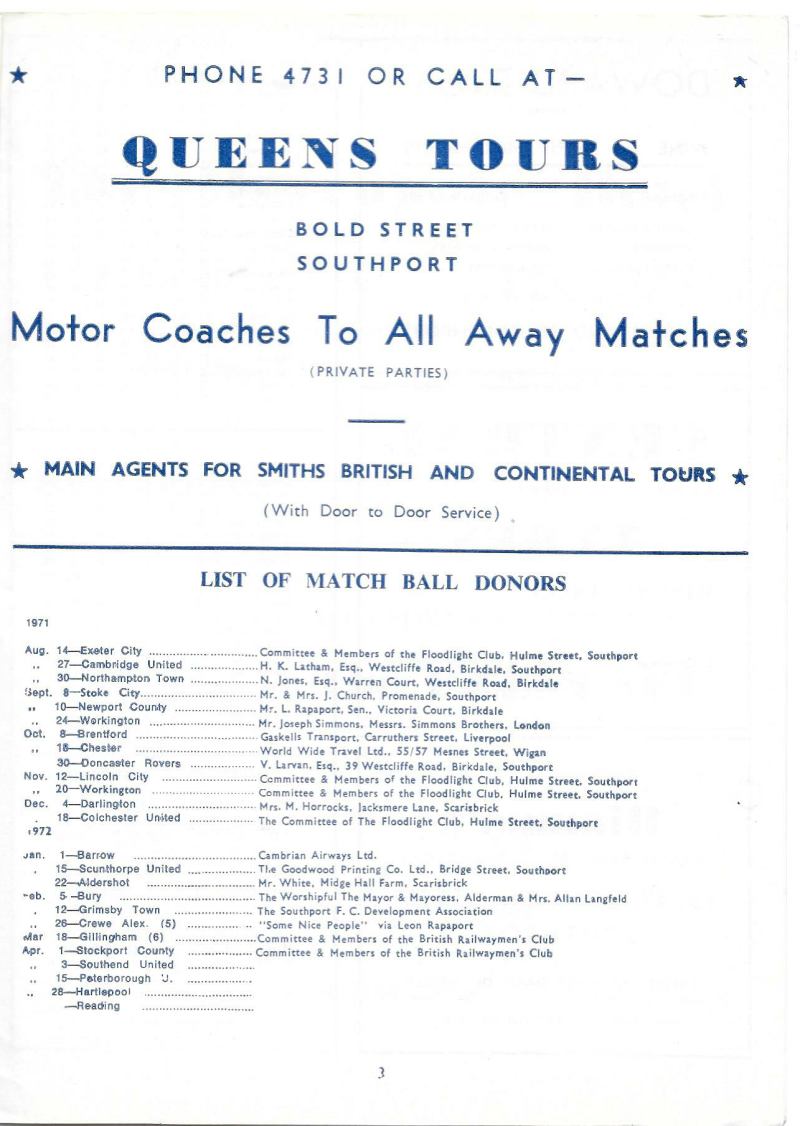 ★ PHONE 4731 OR CALL AT — ★
QUEENS TOURS
BOLD STREET
SOUTHPORT
Motor Coaches To All Away Matches
(PRIVATE PARTIES)
★ MAIN AGENTS FOR SMITHS BRITISH AND CONTINENTAL TOURS ★
(With Door to Door Service)
LIST OF MATCH BALL DONORS
1971
Aug. 14—Exeter City ........ Committee & Members of the Floodlight Club, Hulme Street, Southport
,, 27—Cambridge United ........ H. K. Latham, Esq., Westcliffe Road, Birkdale, Southport
,, 30—Northampton Town ........ N. Jones, Esq., Warren Court, Westcliffe Road, Birkdale
Sept. 8—Stoke City ........ Mr. & Mrs. J. Church, Promenade, Southport
,, 10—Newport County ........ Mr. L. Rapaport, Sen., Victoria Court, Birkdale
,, 24—Workington ........ Mr. Joseph Simmons, Messrs. Simmons Brothers, London
Oct. 8—Brentford ........ Gaskells Transport, Carruthers Street, Liverpool
,, 18—Chester ........ World Wide Travel Ltd., 55/57 Mesnes Street, Wigan
30—Doncaster Rovers ........ V. Larvan, Esq., 39 Westcliffe Road, Birkdale, Southport
Nov. 12—Lincoln City ........ Committee & Members of the Floodlight Club, Hulme Street, Southport
,, 20—Workington ........ Committee & Members of the Floodlight Club, Hulme Street, Southport
Dec. 4—Darlington ........ Mrs. M. Horrocks, Jacksmere Lane, Scarisbrick
. 18—Colchester United ........ The Committee of The Floodlight Club, Hulme Street, Southport
1972
Jan. 1—Barrow ........ Cambrian Airways Ltd.
. 15—Scunthorpe United ........ The Goodwood Printing Co. Ltd., Bridge Street, Southport
22—Aldershot ........ Mr. White, Midge Hall Farm, Scarisbrick
Feb. 5—Bury ........ The Worshipful The Mayor & Mayoress, Alderman & Mrs. Allan Langfeld
. 12—Grimsby Town ........ The Southport F. C. Development Association
,, 26—Crewe Alex. (5) ........ "Some Nice People" via Leon Rapaport
Mar 18—Gillingham (6) ........ Committee & Members of the British Railwaymen's Club
Apr. 1—Stockport County ........ Committee & Members of the British Railwaymen's Club
,, 3—Southend United ........
,, 15—Peterborough U. ........
,, 28—Hartlepool ........
—Reading ........
3